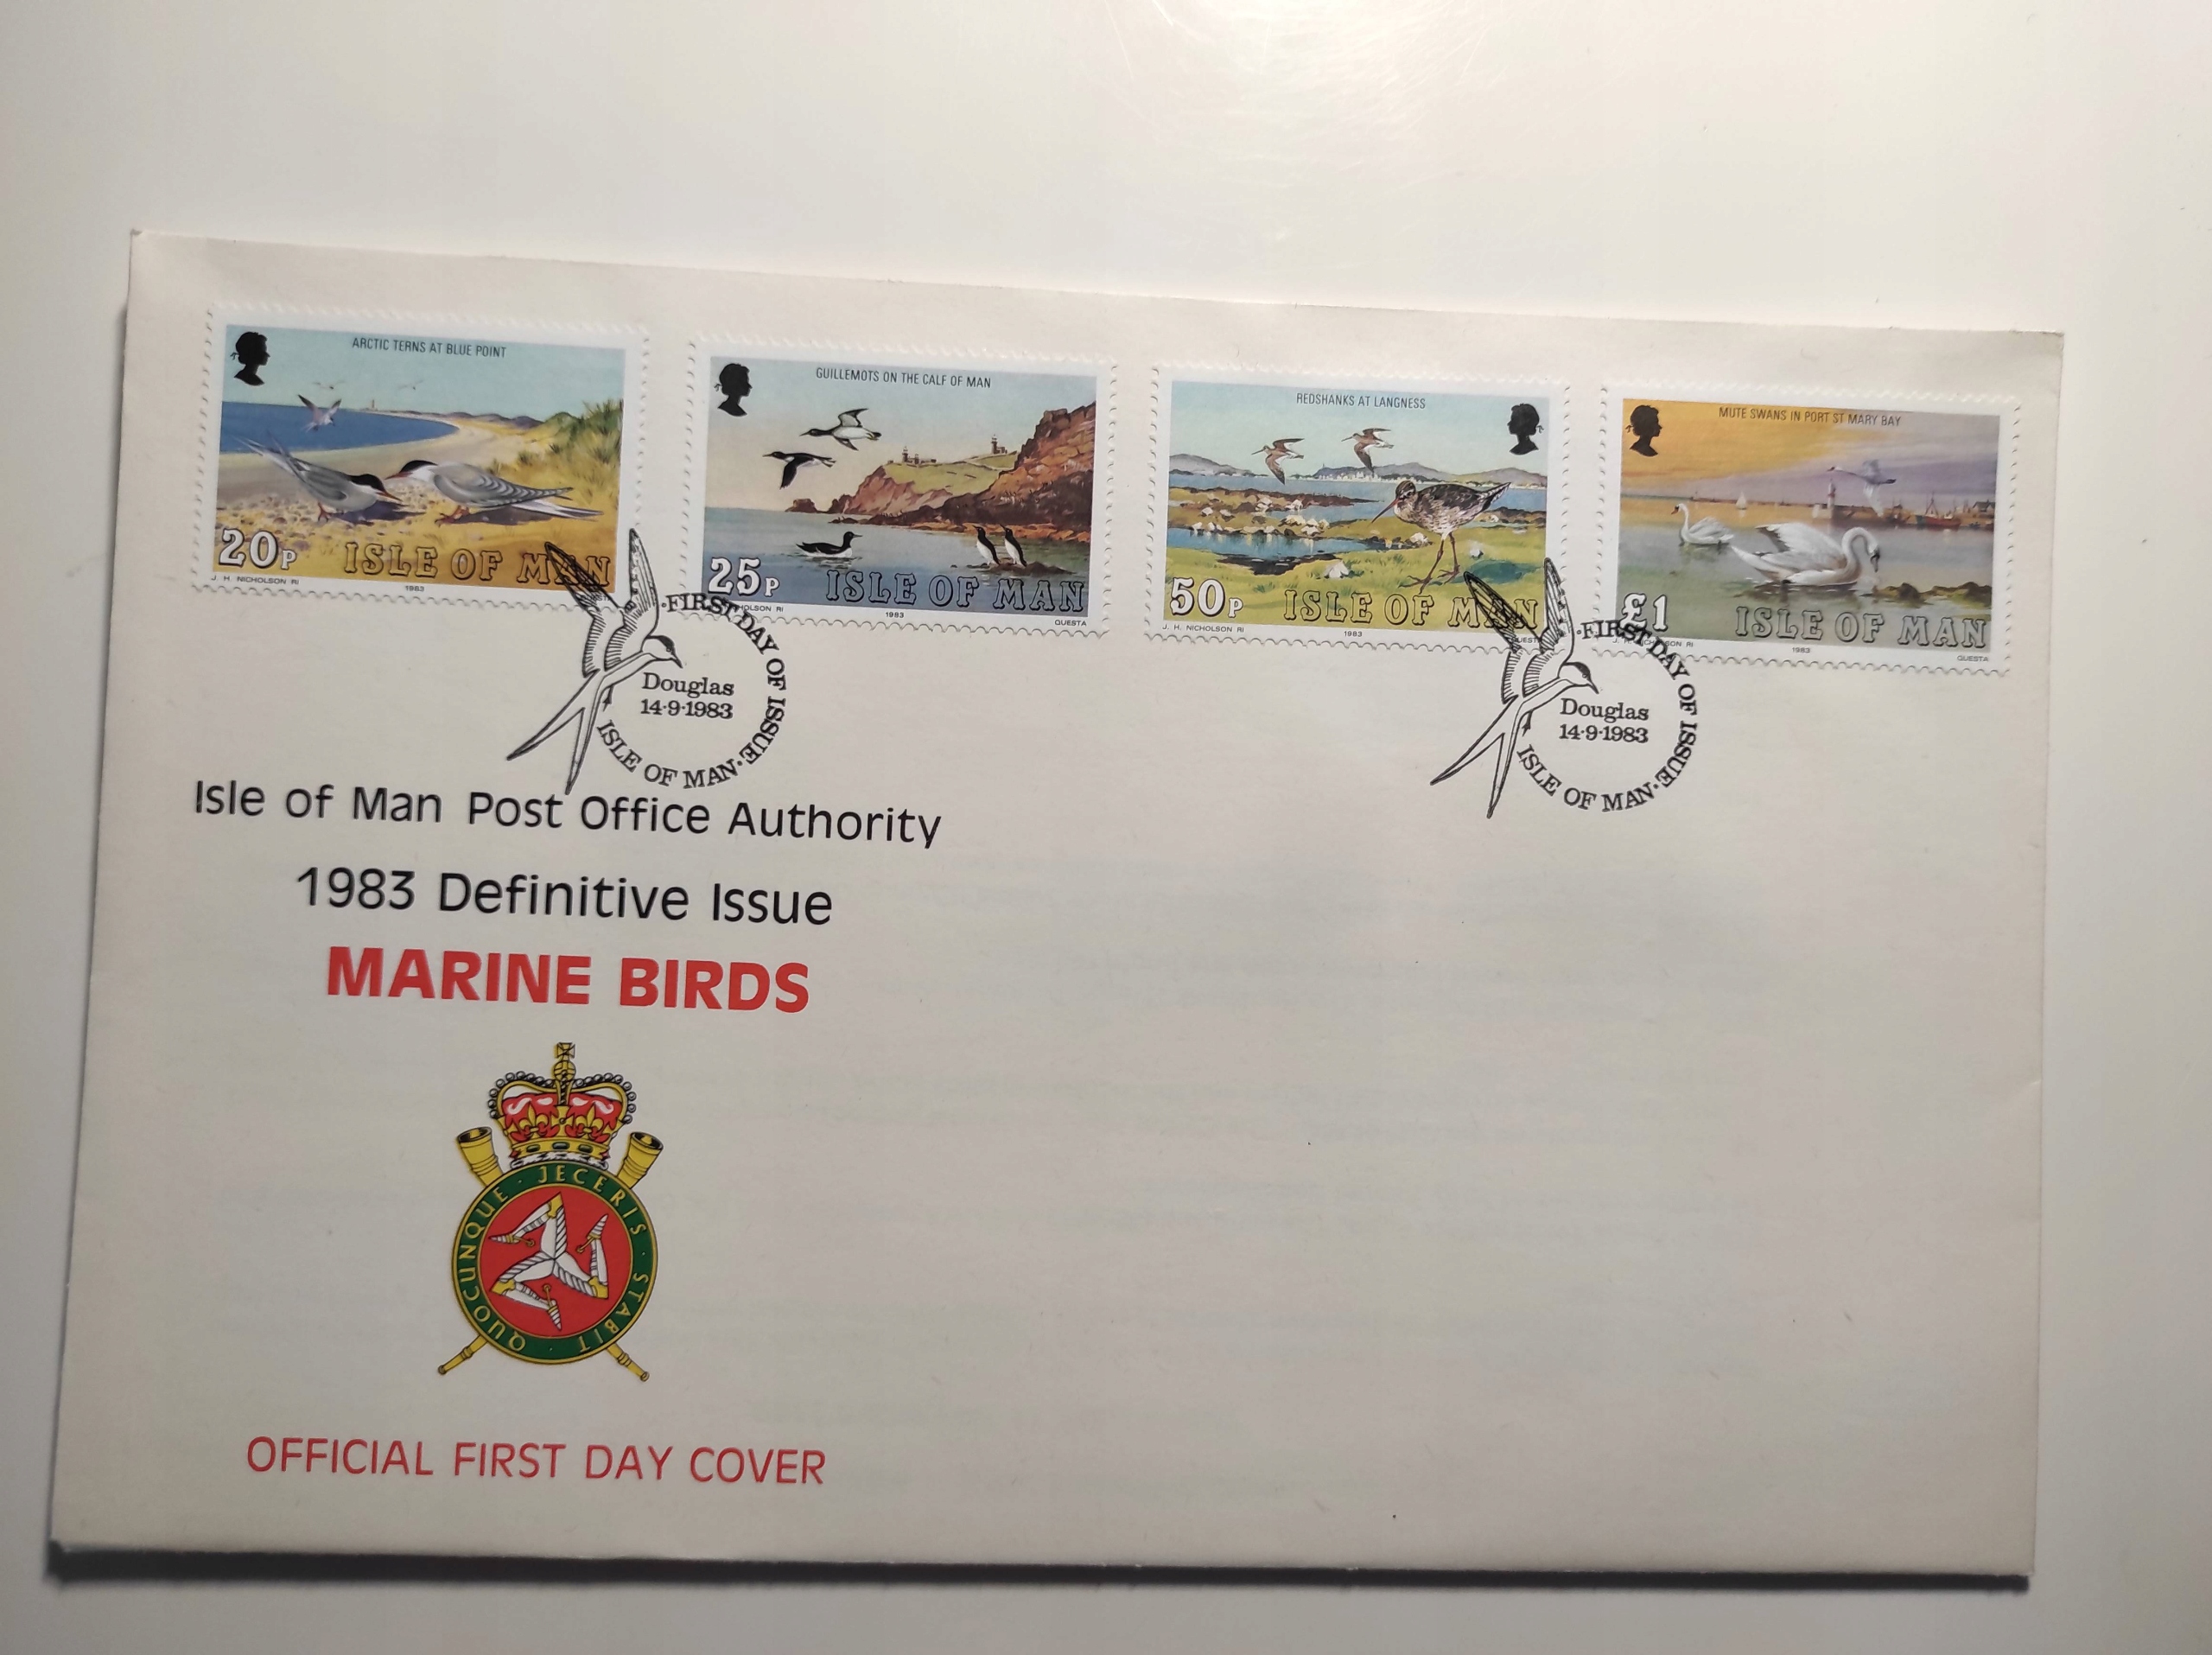 ARCTIC TERNS AT BLUE POINT
20P ISLE OF MAN
J. H. NICHOLSON RI 1983
GUILLEMOTS ON THE CALF OF MAN
25P ISLE OF MAN
RI 1983 QUESTA
REDSHANKS AT LANGNESS
50P ISLE OF MAN
J. H. NICHOLSON RI 1983
MUTE SWANS IN PORT ST MARY BAY
£1 ISLE OF MAN
RI 1983 QUESTA
·FIRST DAY OF ISSUE·
Douglas
14·9·1983
ISLE OF MAN·
·FIRST DAY OF ISSUE·
Douglas
14·9·1983
ISLE OF MAN·
Isle of Man Post Office Authority
1983 Definitive Issue
MARINE BIRDS
QUOCUNQUE · JECERIS · STABIT ·
OFFICIAL FIRST DAY COVER